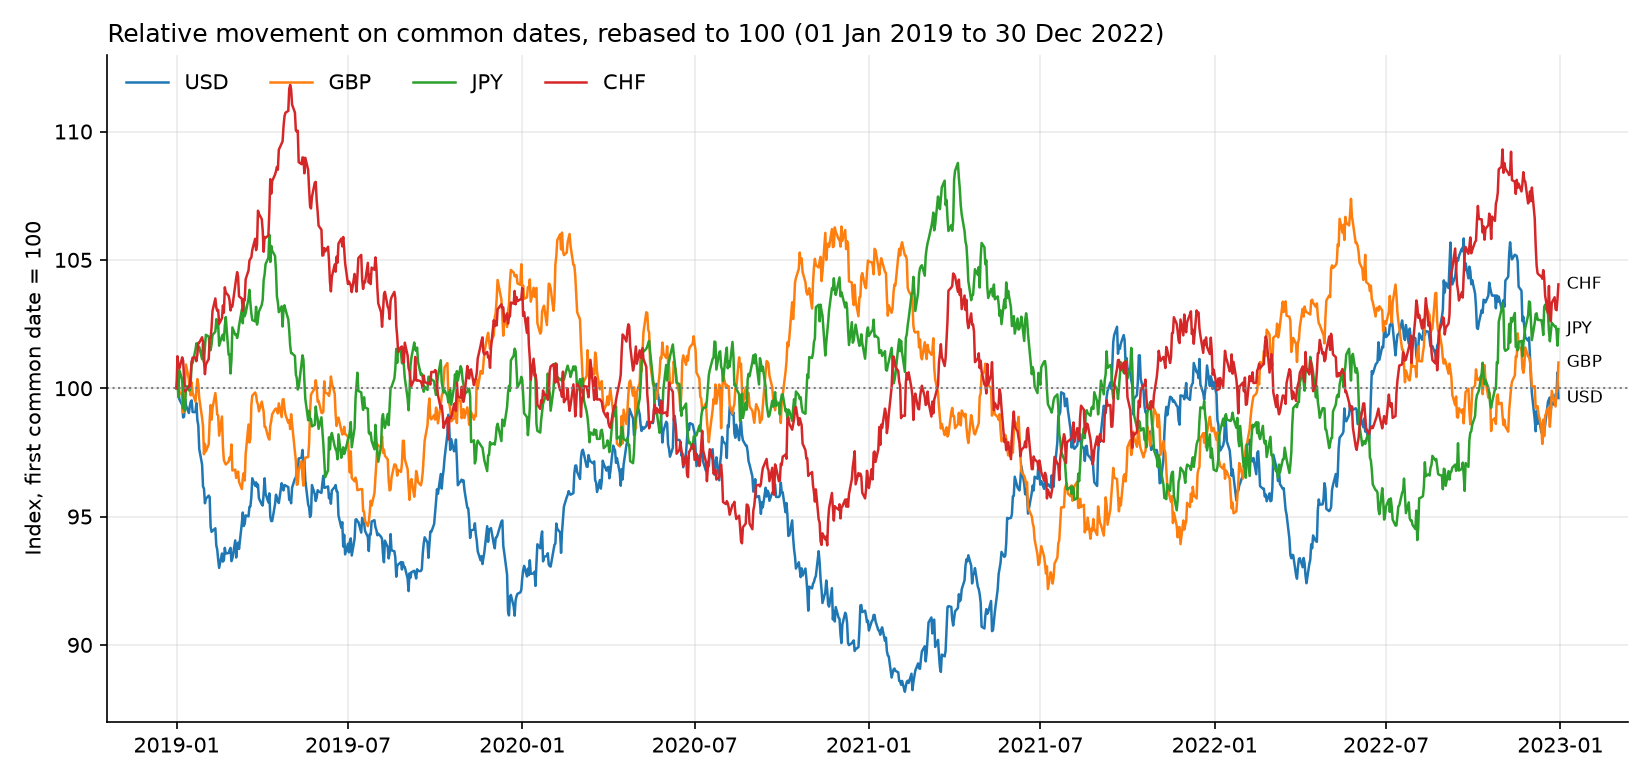 Relative movement on common dates, rebased to 100 (01 Jan 2019 to 30 Dec 2022)
USD GBP JPY CHF
110
105
100
95
90
Index, first common date = 100
CHF
JPY
GBP
USD
2019-01 2019-07 2020-01 2020-07 2021-01 2021-07 2022-01 2022-07 2023-01